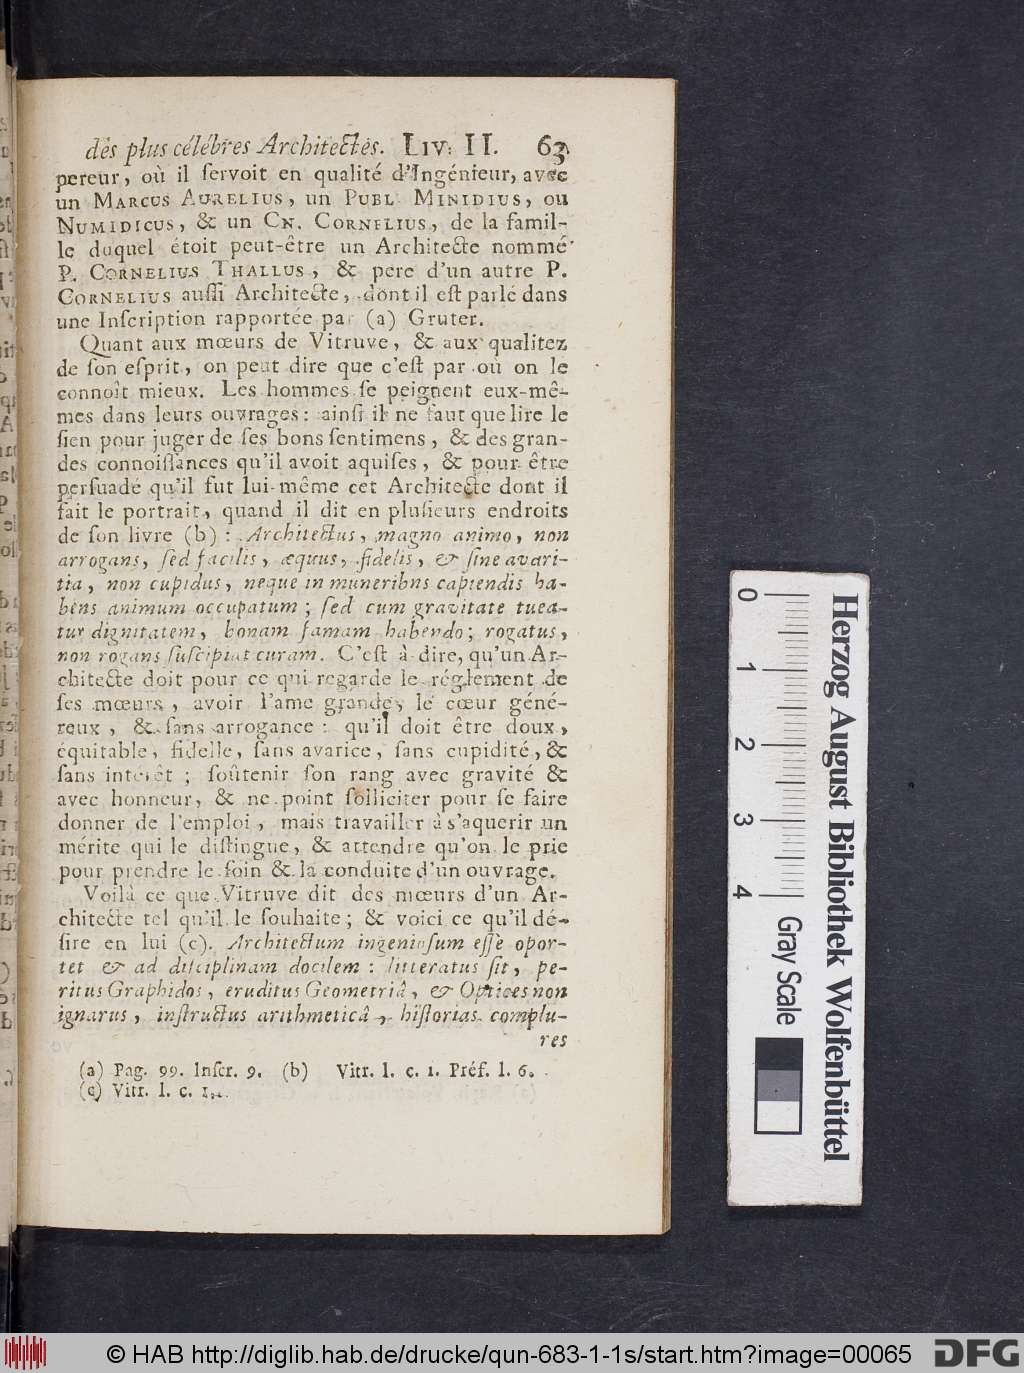 des plus célébres Architectes. LIV: II. 63
pereur, où il servoit en qualité d'Ingénieur, avec
un MARCUS AURELIUS, un PUBL MINIDIUS, ou
NUMIDICUS, & un CN. CORNELIUS, de la famil-
le duquel étoit peut-être un Architecte nommé
P. CORNELIUS THALLUS, & pere d'un autre P.
CORNELIUS aussi Architecte, dont il est parlé dans
une Inscription rapportée par (a) Gruter.
Quant aux mœurs de Vitruve, & aux qualitez
de son esprit, on peut dire que c'est par où on le
connoît mieux. Les hommes se peignent eux-mê-
mes dans leurs ouvrages: ainsi il ne faut que lire le
sien pour juger de ses bons sentimens, & des gran-
des connoissances qu'il avoit aquises, & pour être
persuadé qu'il fut lui-même cet Architecte dont il
fait le portrait, quand il dit en plusieurs endroits
de son livre (b): Architectus, magno animo, non
arrogans, sed facilis, æquus, fidelis, & sine avari-
tia, non cupidus, neque in muneribns capiendis ha-
bens animum occupatum; sed cum gravitate tuea-
tur dignitatem, bonam famam habendo; rogatus,
non rogans suscipiat curam. C'est à dire, qu'un Ar-
chitecte doit pour ce qui regarde le réglement de
ses mœurs, avoir l'ame grande, le cœur géné-
reux, & sans arrogance: qu'il doit être doux,
équitable, fidelle, sans avarice, sans cupidité, &
sans interêt; soûtenir son rang avec gravité &
avec honneur, & ne point solliciter pour se faire
donner de l'emploi, mais travailler à s'aquerir un
mérite qui le distingue, & attendre qu'on le prie
pour prendre le soin & la conduite d'un ouvrage.
Voilà ce que Vitruve dit des mœurs d'un Ar-
chitecte tel qu'il le souhaite; & voici ce qu'il dé-
sire en lui (c). Architectum ingeniosum esse opor-
tet & ad disciplinam docilem: litteratus sit, pe-
ritus Graphidos, eruditus Geometriâ, & Optices non
ignarus, instructus arithmeticâ, historias complu-
res
(a) Pag. 99. Inscr. 9. (b) Vitr. l. c. 1. Préf. l. 6.
(c) Vitr. l. c. 1.
0 1 2 3 4
Gray Scale
Herzog August Bibliothek Wolfenbüttel
© HAB http://diglib.hab.de/drucke/qun-683-1-1s/start.htm?image=00065
DFG